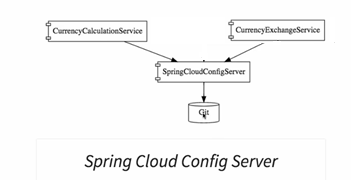 CurrencyCalculationService
CurrencyExchangeService
SpringCloudConfigServer
Git
Spring Cloud Config Server